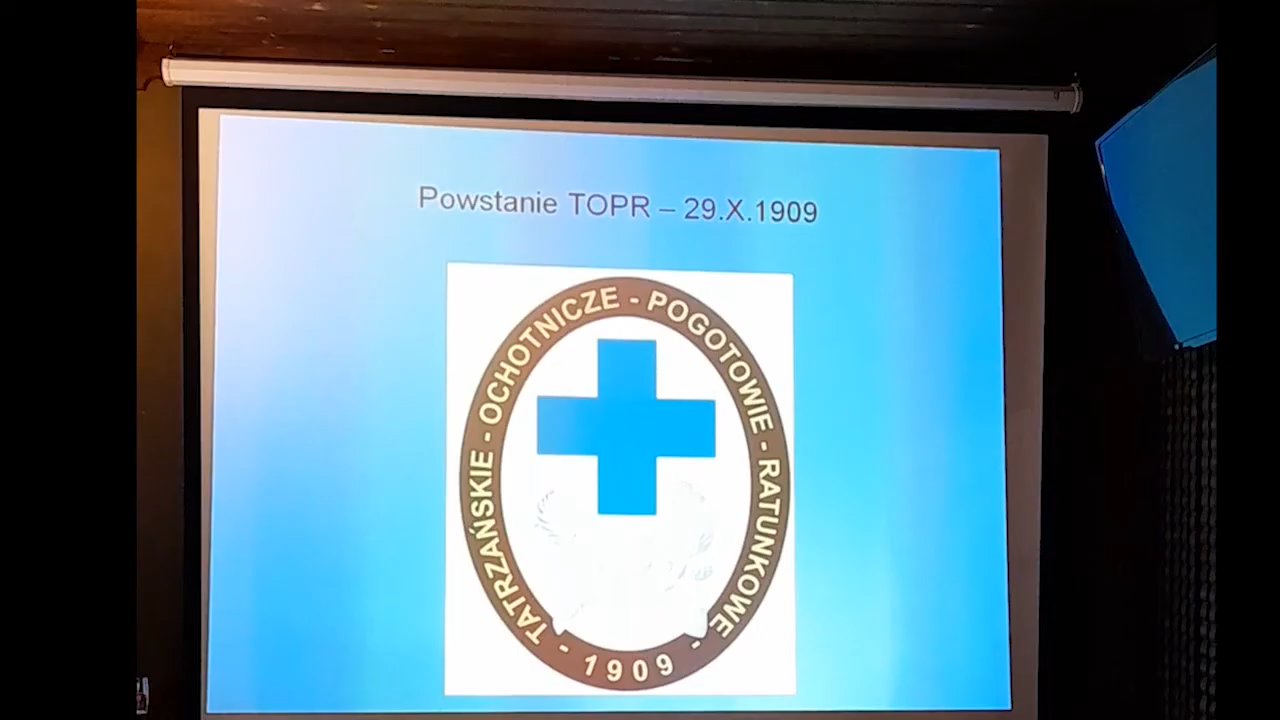 Powstanie TOPR – 29.X.1909
TATRZAŃSKIE - OCHOTNICZE - POGOTOWIE - RATUNKOWE
- 1909 -